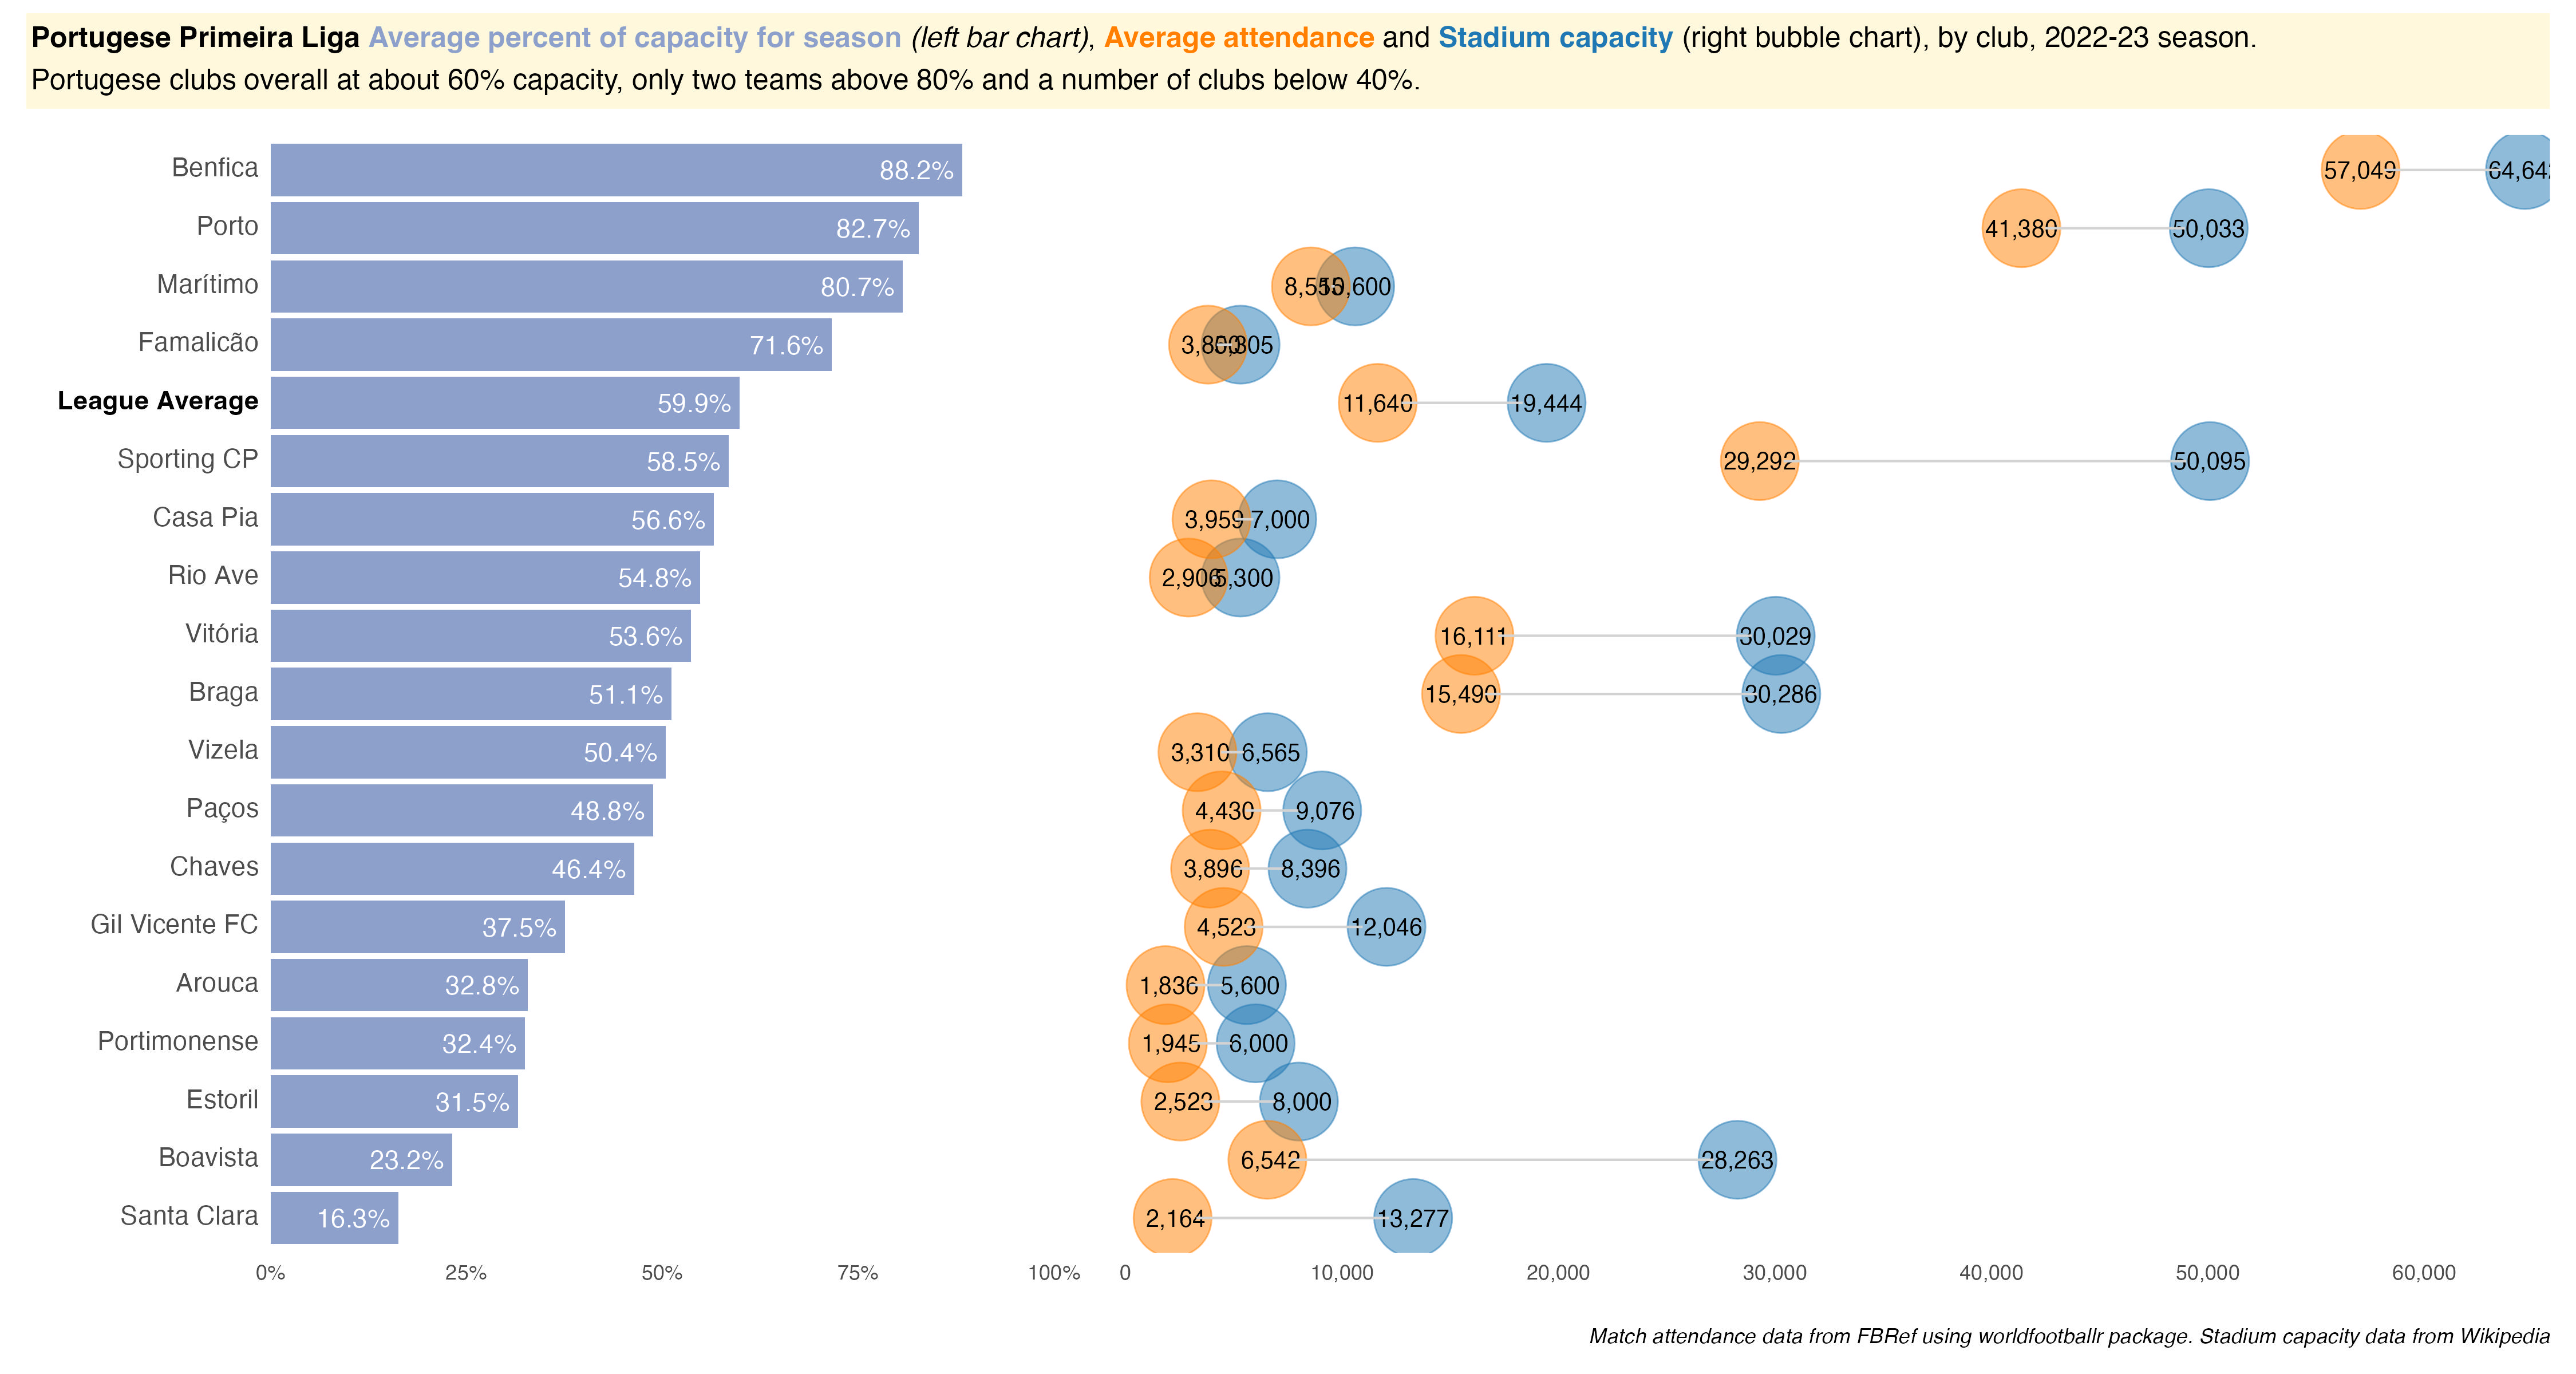 Portugese Primeira Liga Average percent of capacity for season (left bar chart), Average attendance and Stadium capacity (right bubble chart), by club, 2022-23 season.
Portugese clubs overall at about 60% capacity, only two teams above 80% and a number of clubs below 40%.
Benfica 88.2% 57,049
Porto 82.7% 41,380 50,033
Marítimo 80.7% 10,600
Famalicão 71.6% 5,305
League Average 59.9% 11,640 19,444
Sporting CP 58.5% 29,292 50,095
Casa Pia 56.6% 3,959 7,000
Rio Ave 54.8% 2,906 5,300
Vitória 53.6% 16,111 30,029
Braga 51.1% 15,490 30,286
Vizela 50.4% 3,310 6,565
Paços 48.8% 4,430 9,076
Chaves 46.4% 3,896 8,396
Gil Vicente FC 37.5% 4,523 12,046
Arouca 32.8% 1,836 5,600
Portimonense 32.4% 1,945 6,000
Estoril 31.5% 2,523 8,000
Boavista 23.2% 6,542 28,263
Santa Clara 16.3% 2,164 13,277
0% 25% 50% 75% 100% 0 10,000 20,000 30,000 40,000 50,000 60,000
Match attendance data from FBRef using worldfootballr package. Stadium capacity data from Wikipedia